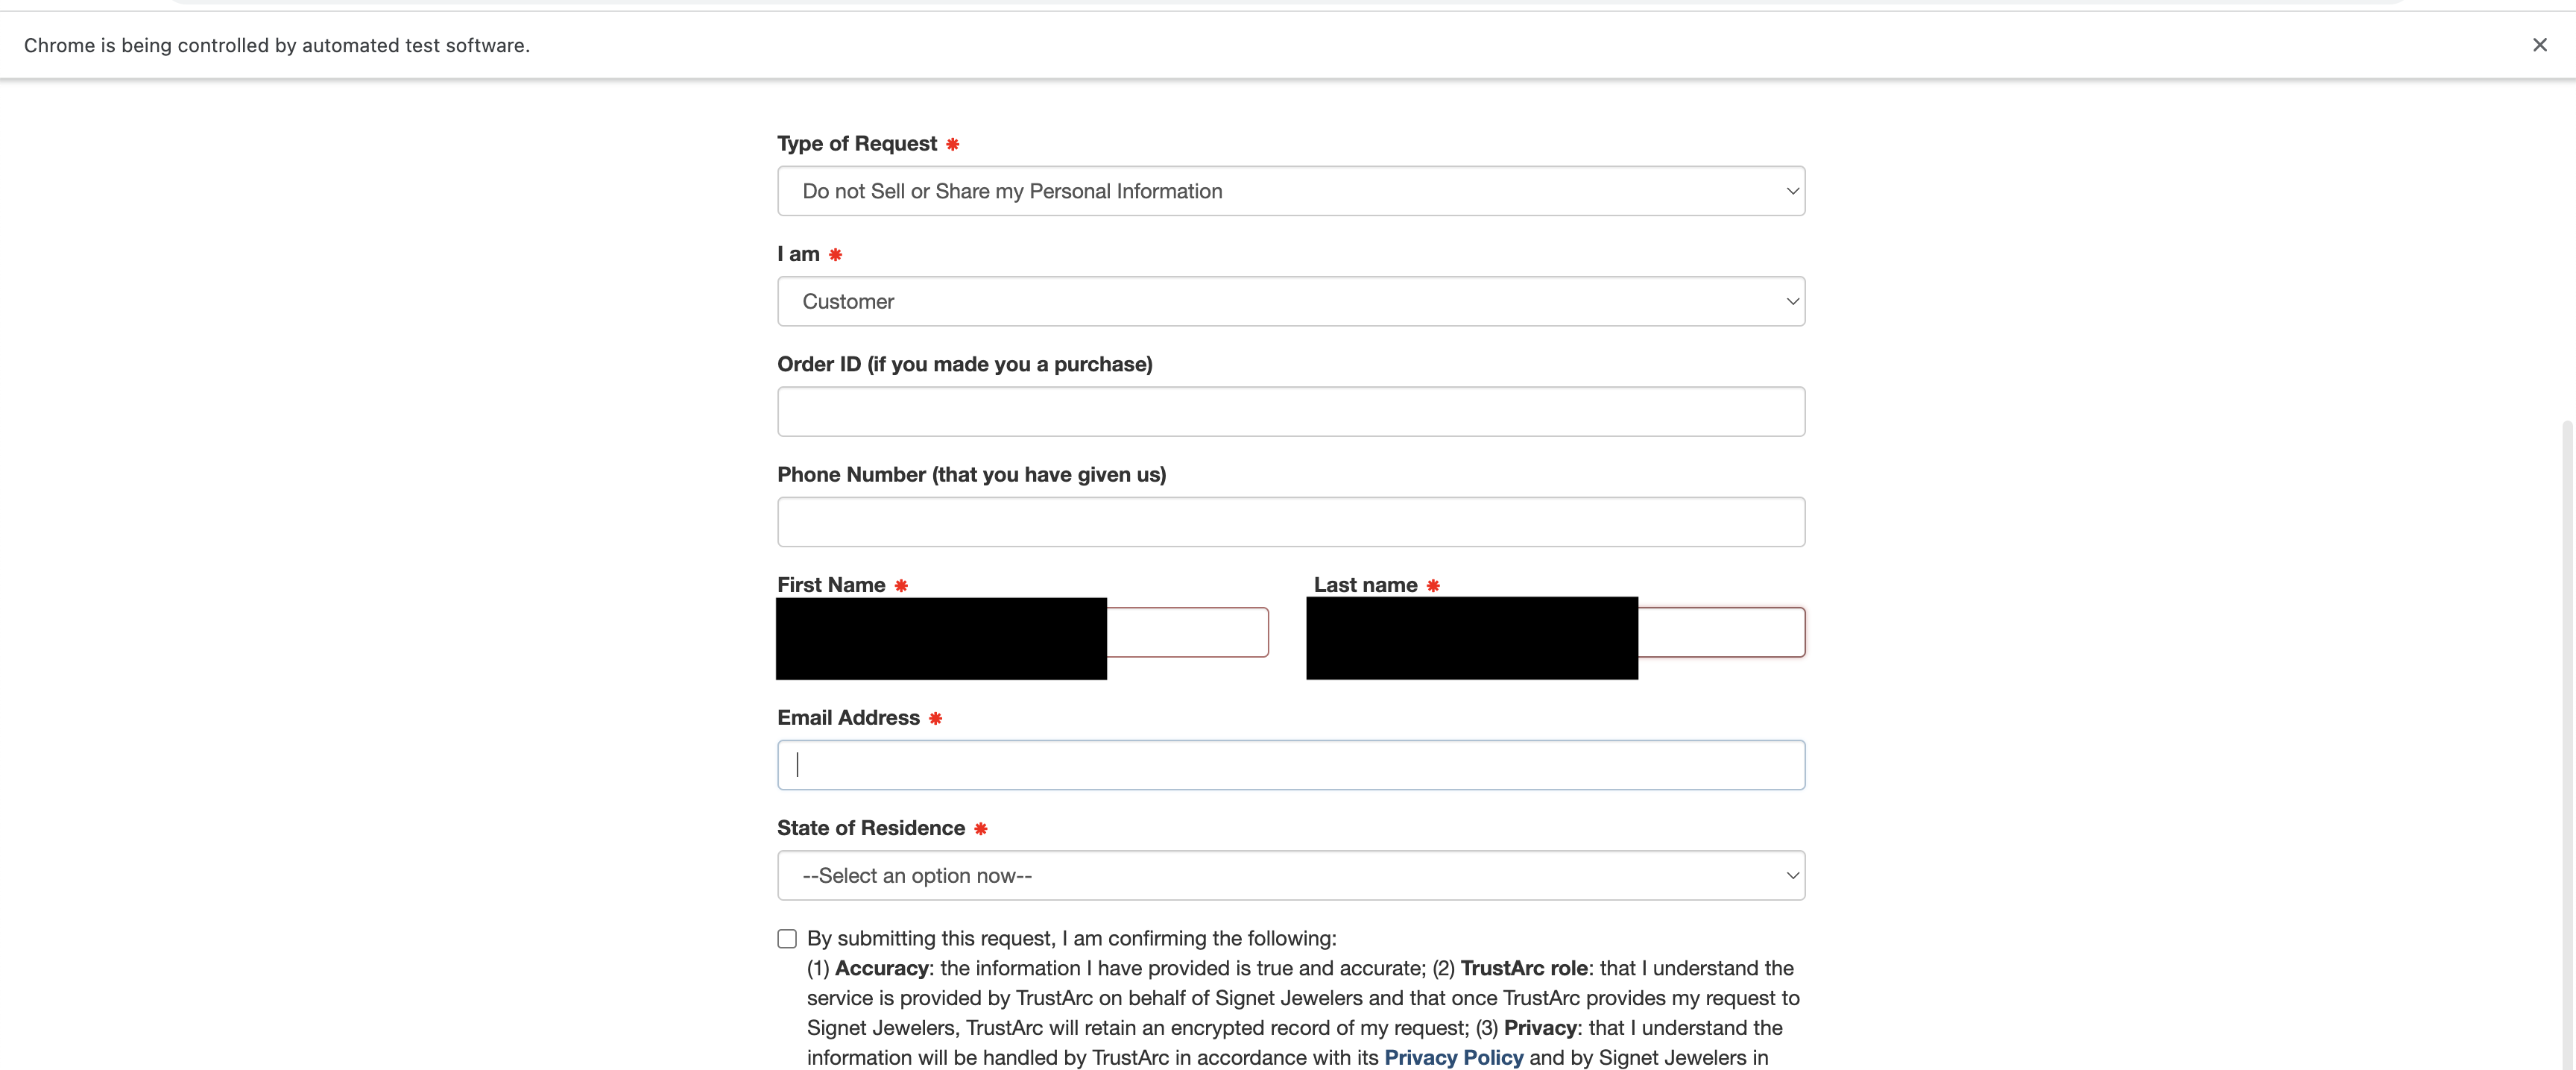 Chrome is being controlled by automated test software.
Type of Request *
Do not Sell or Share my Personal Information
I am *
Customer
Order ID (if you made you a purchase)
Phone Number (that you have given us)
First Name *
Last name *
Email Address *
State of Residence *
--Select an option now--
By submitting this request, I am confirming the following:
(1) Accuracy: the information I have provided is true and accurate; (2) TrustArc role: that I understand the
service is provided by TrustArc on behalf of Signet Jewelers and that once TrustArc provides my request to
Signet Jewelers, TrustArc will retain an encrypted record of my request; (3) Privacy: that I understand the
information will be handled by TrustArc in accordance with its Privacy Policy and by Signet Jewelers in